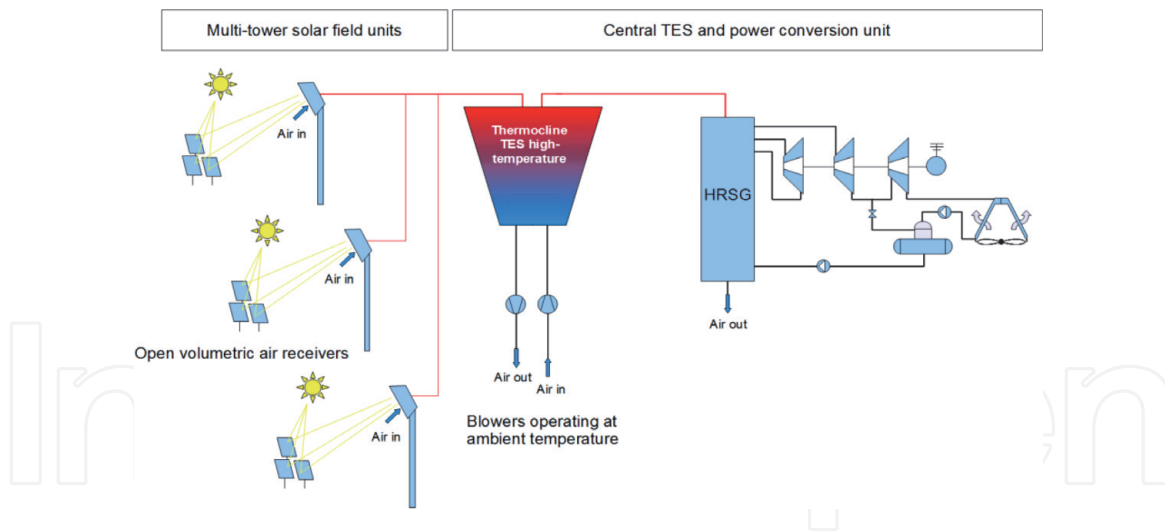 Multi-tower solar field units
Central TES and power conversion unit
Air in
Thermocline
TES high-
temperature
HRSG
Air in
Open volumetric air receivers
Air out
Air out
Air in
Blowers operating at
ambient temperature
Air in